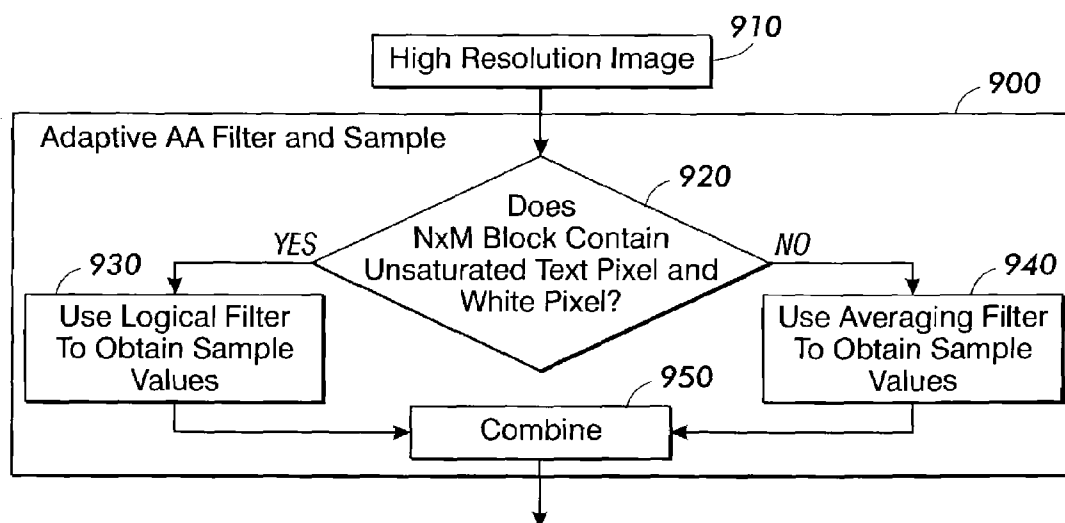 910
High Resolution Image
900
Adaptive AA Filter and Sample
920
Does
NxM Block Contain
Unsaturated Text Pixel and
White Pixel?
YES
NO
930
Use Logical Filter
To Obtain Sample
Values
940
Use Averaging Filter
To Obtain Sample
Values
950
Combine